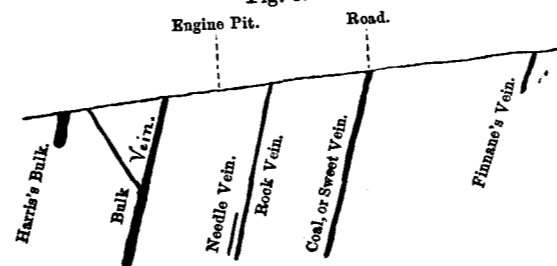 Engine Pit.
Road.
Harris's Bulk.
Bulk Vein.
Needle Vein.
Rock Vein.
Coal, or Sweet Vein.
Finnane's Vein.